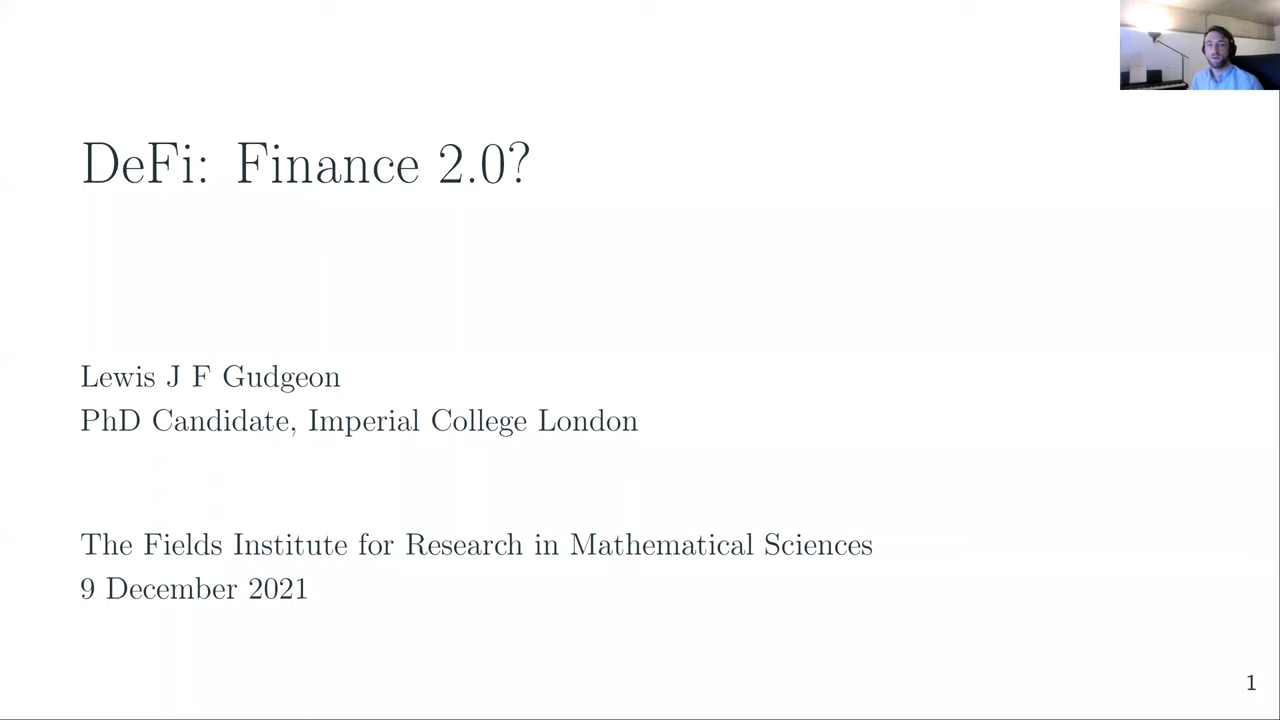 DeFi: Finance 2.0?
Lewis J F Gudgeon
PhD Candidate, Imperial College London
The Fields Institute for Research in Mathematical Sciences
9 December 2021
1